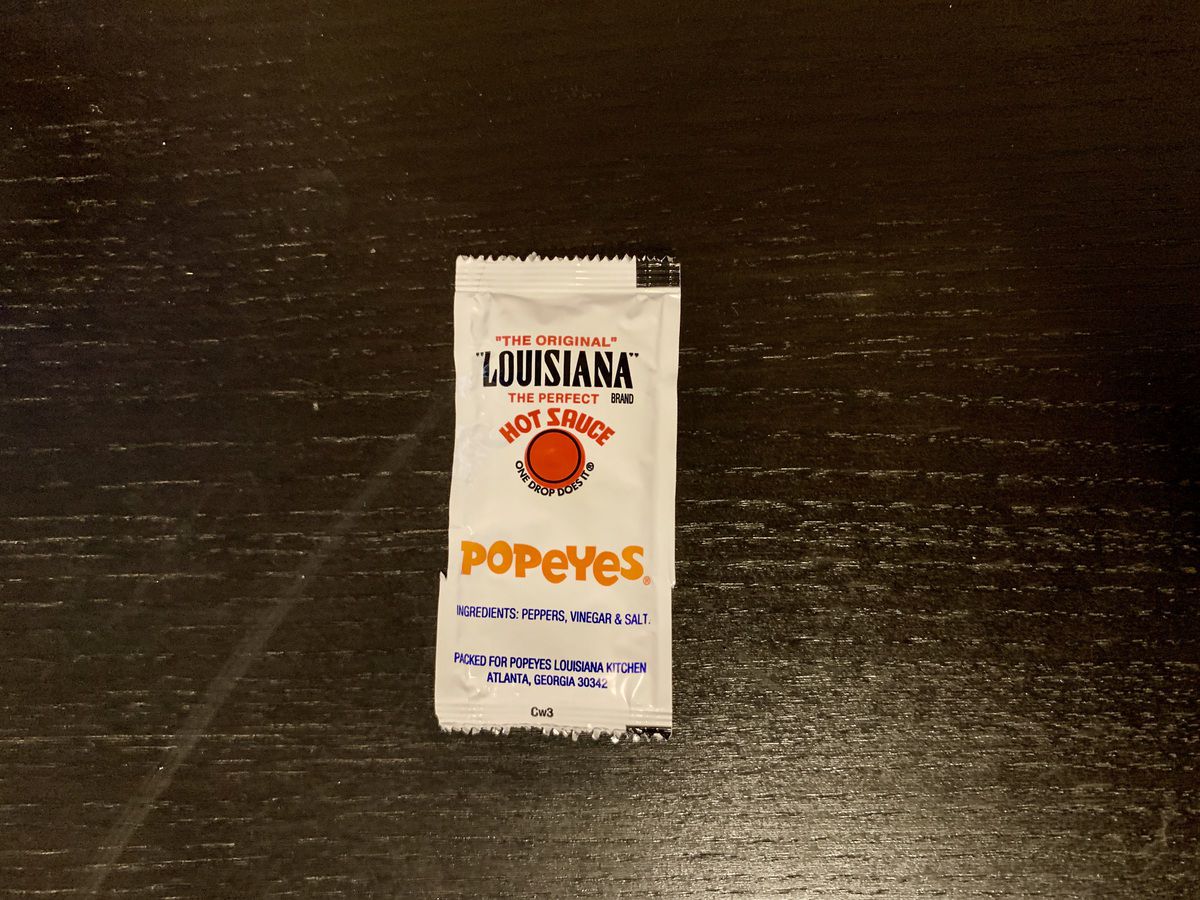 "THE ORIGINAL"
"LOUISIANA"
THE PERFECT BRAND
HOT SAUCE
ONE DROP DOES IT®
POPEYES®
INGREDIENTS: PEPPERS, VINEGAR & SALT.
PACKED FOR POPEYES LOUISIANA KITCHEN
ATLANTA, GEORGIA 30342
Cw3